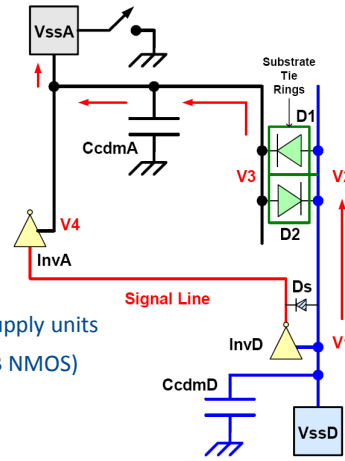 VssA
Substrate
Tie
Rings
D1
CcdmA
V3
V4
D2
InvA
Ds
Signal Line
upply units
InvD
NMOS)
CcdmD
VssD